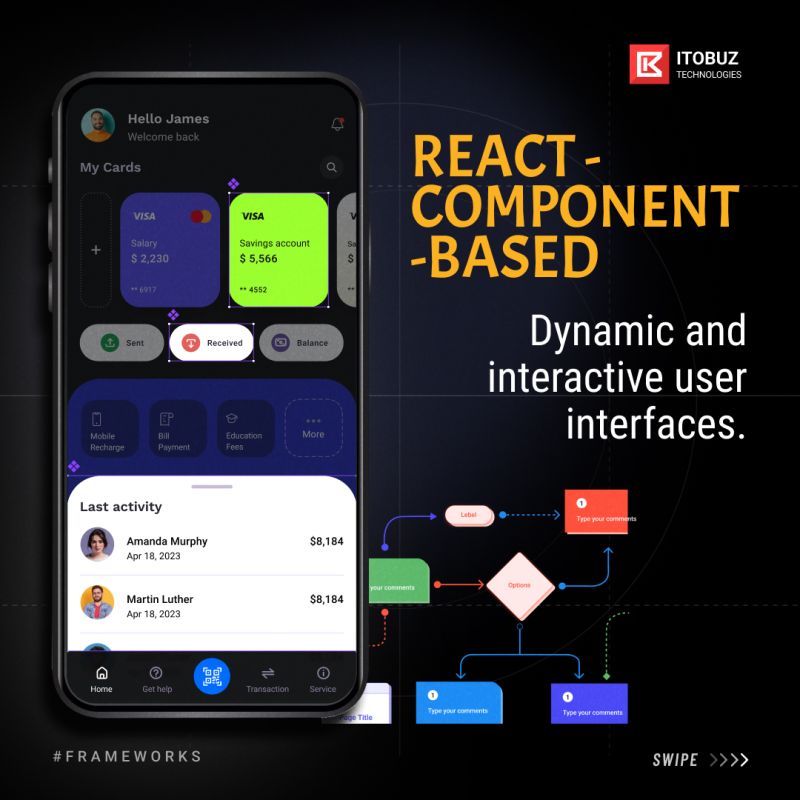 ITOBUZ
TECHNOLOGIES
Hello James
Welcome back
My Cards
VISA
Salary
$ 2,230
** 6917
VISA
Savings account
$ 5,566
** 4552
VISA
Sa
$
**
Sent
Received
Balance
Mobile
Recharge
Bill
Payment
Education
Fees
More
Last activity
Amanda Murphy
Apr 18, 2023
$8,184
Martin Luther
Apr 18, 2023
$8,184
Home
Get help
Transaction
Service
REACT -
COMPONENT
-BASED
Dynamic and
interactive user
interfaces.
Lebel
1
Type your comments
your comments
Options
Page Title
1
Type your comments
1
Type your comments
#FRAMEWORKS
SWIPE